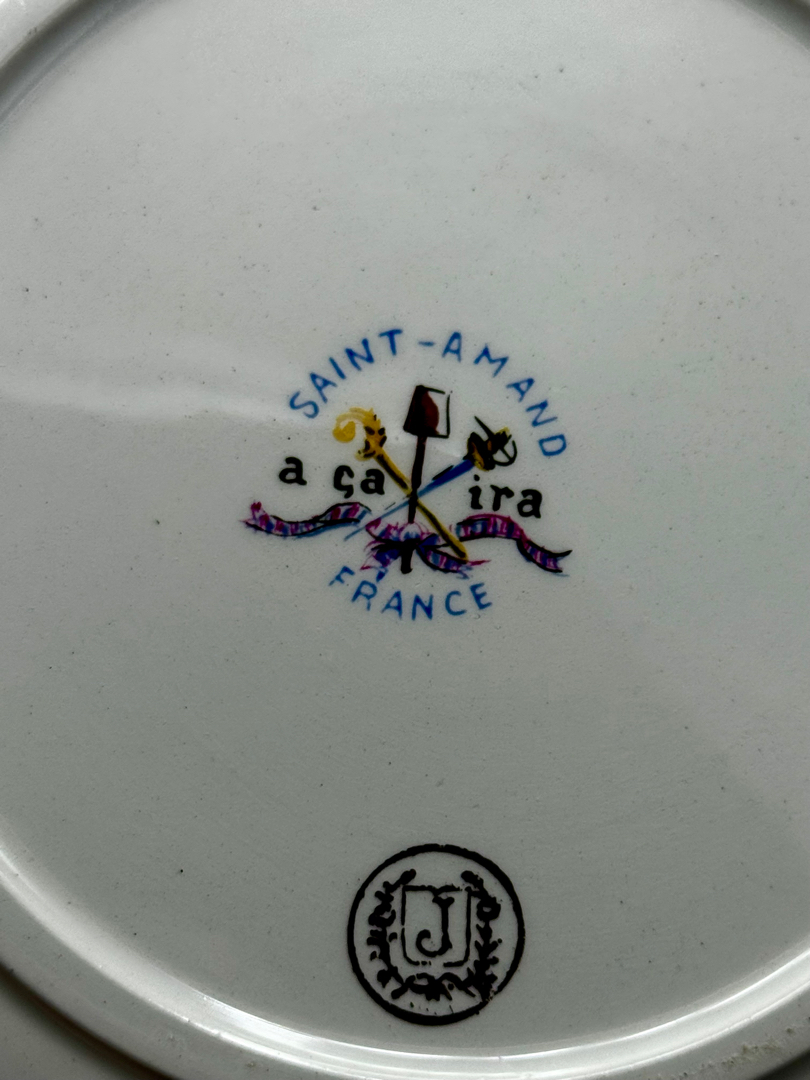 SAINT-AMAND
a ça ira
FRANCE
J